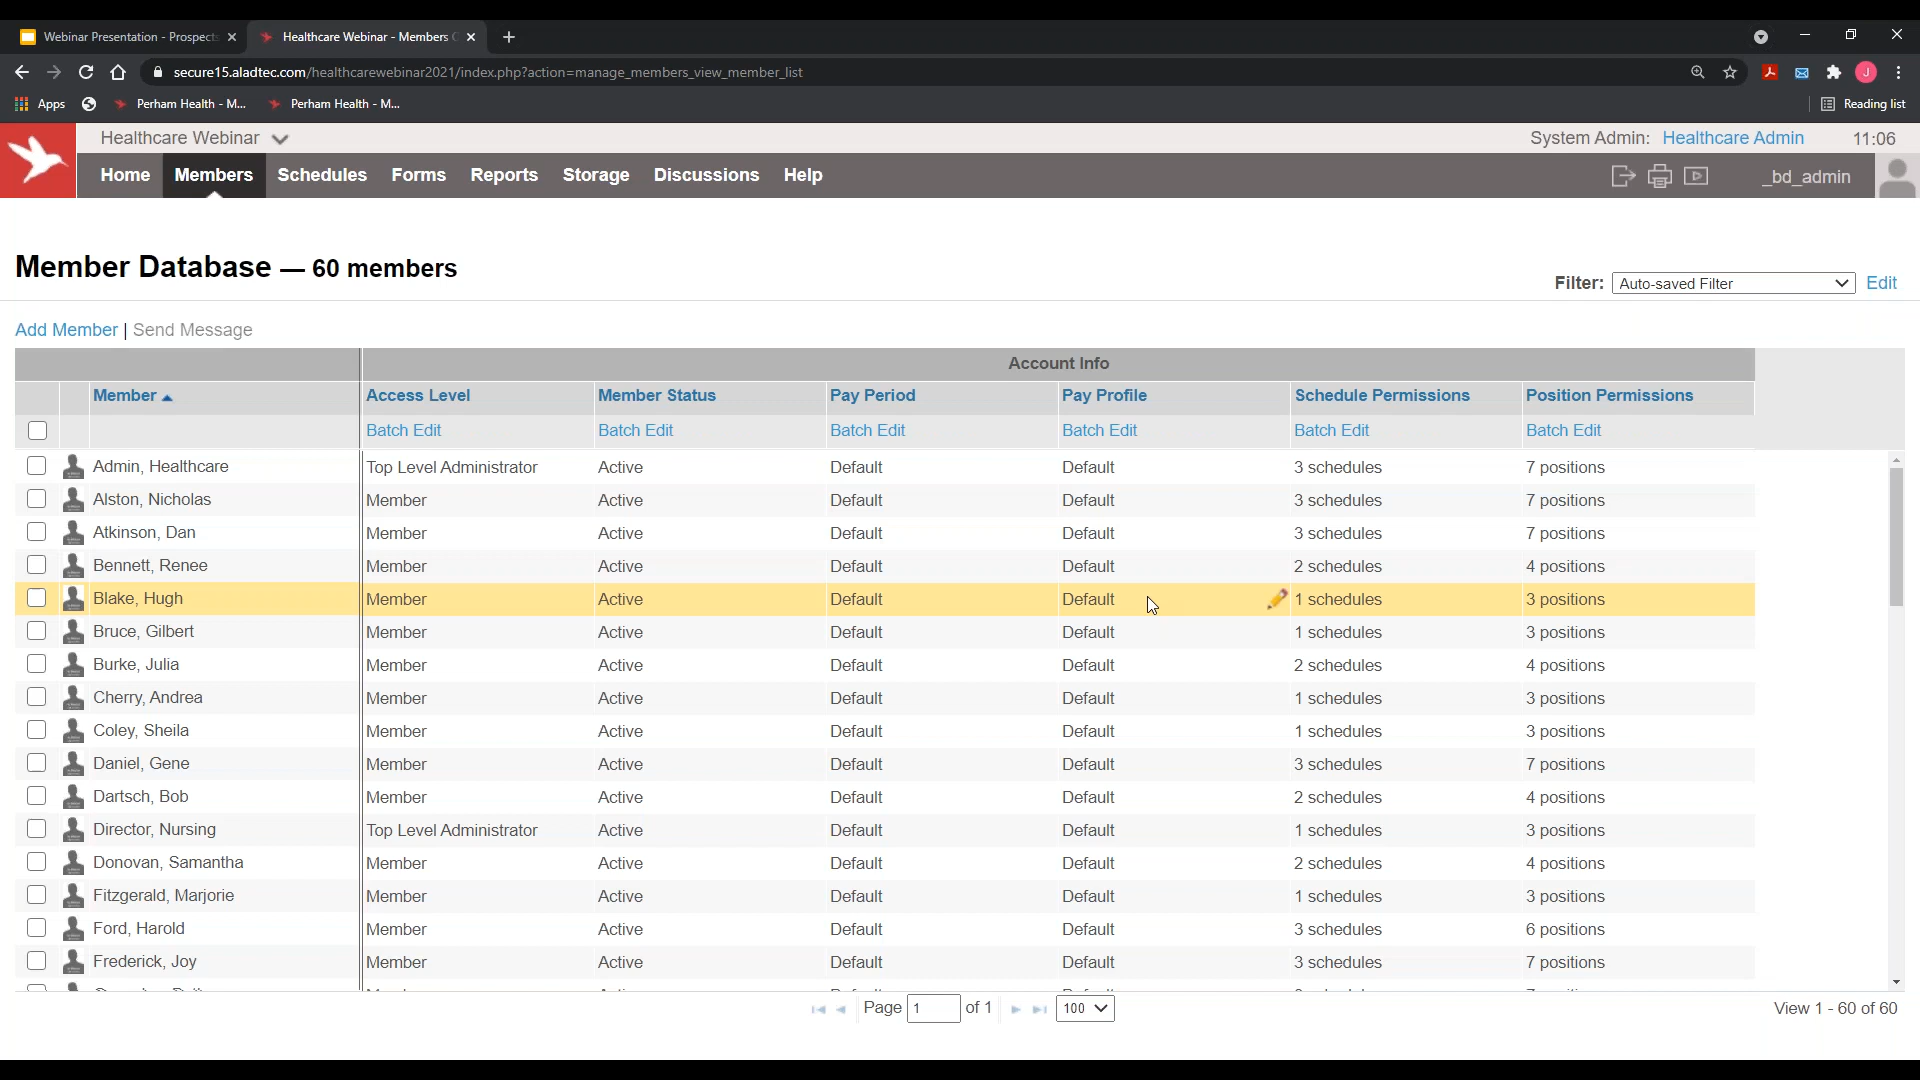 Webinar Presentation - Prospects
Healthcare Webinar - Members
secure15.aladtec.com/healthcarewebinar2021/index.php?action=manage_members_view_member_list
Apps Perham Health - M... Perham Health - M... Reading list
Healthcare Webinar System Admin: Healthcare Admin 11:06
Home Members Schedules Forms Reports Storage Discussions Help _bd_admin
Member Database — 60 members
Filter: Auto-saved Filter Edit
Add Member | Send Message
Account Info
Member Access Level Member Status Pay Period Pay Profile Schedule Permissions Position Permissions
Batch Edit Batch Edit Batch Edit Batch Edit Batch Edit Batch Edit
Admin, Healthcare Top Level Administrator Active Default Default 3 schedules 7 positions
Alston, Nicholas Member Active Default Default 3 schedules 7 positions
Atkinson, Dan Member Active Default Default 3 schedules 7 positions
Bennett, Renee Member Active Default Default 2 schedules 4 positions
Blake, Hugh Member Active Default Default 1 schedules 3 positions
Bruce, Gilbert Member Active Default Default 1 schedules 3 positions
Burke, Julia Member Active Default Default 2 schedules 4 positions
Cherry, Andrea Member Active Default Default 1 schedules 3 positions
Coley, Sheila Member Active Default Default 1 schedules 3 positions
Daniel, Gene Member Active Default Default 3 schedules 7 positions
Dartsch, Bob Member Active Default Default 2 schedules 4 positions
Director, Nursing Top Level Administrator Active Default Default 1 schedules 3 positions
Donovan, Samantha Member Active Default Default 2 schedules 4 positions
Fitzgerald, Marjorie Member Active Default Default 1 schedules 3 positions
Ford, Harold Member Active Default Default 3 schedules 6 positions
Frederick, Joy Member Active Default Default 3 schedules 7 positions
Page 1 of 1 100 View 1 - 60 of 60